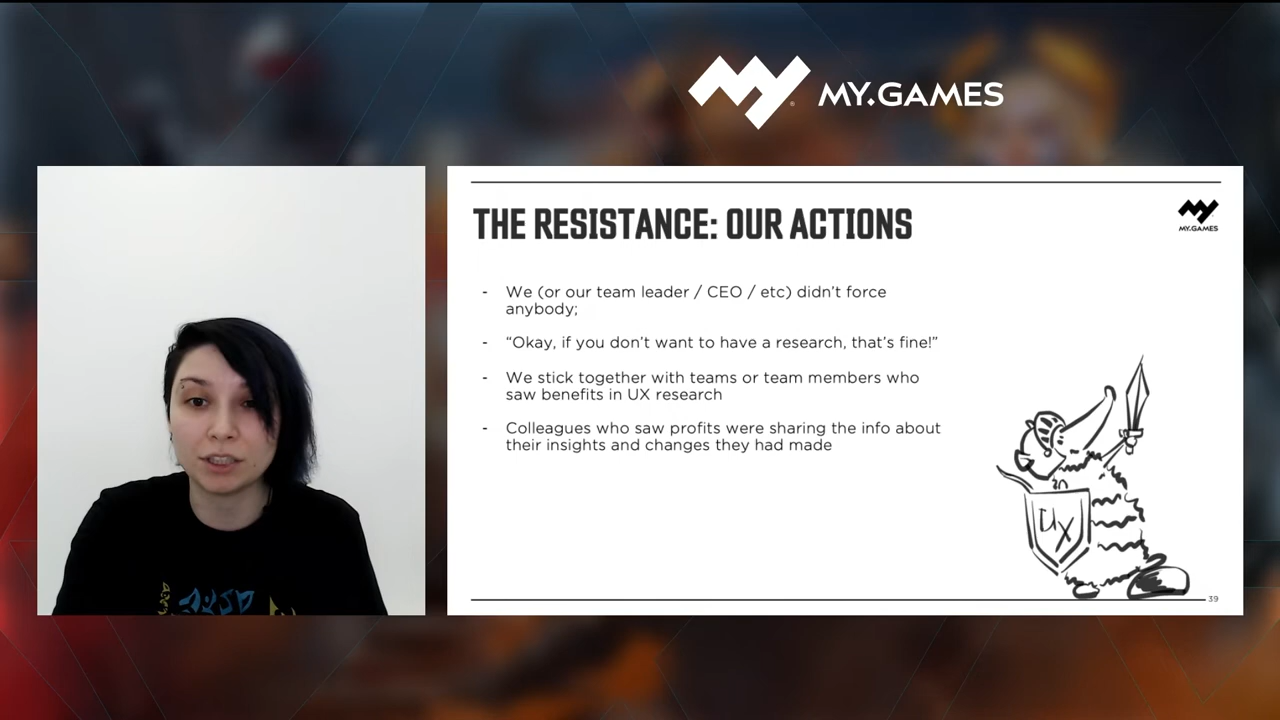 MY.GAMES
THE RESISTANCE: OUR ACTIONS
MY.GAMES
- We (or our team leader / CEO / etc) didn’t force
anybody;
- “Okay, if you don’t want to have a research, that’s fine!”
- We stick together with teams or team members who
saw benefits in UX research
- Colleagues who saw profits were sharing the info about
their insights and changes they had made
UX
39